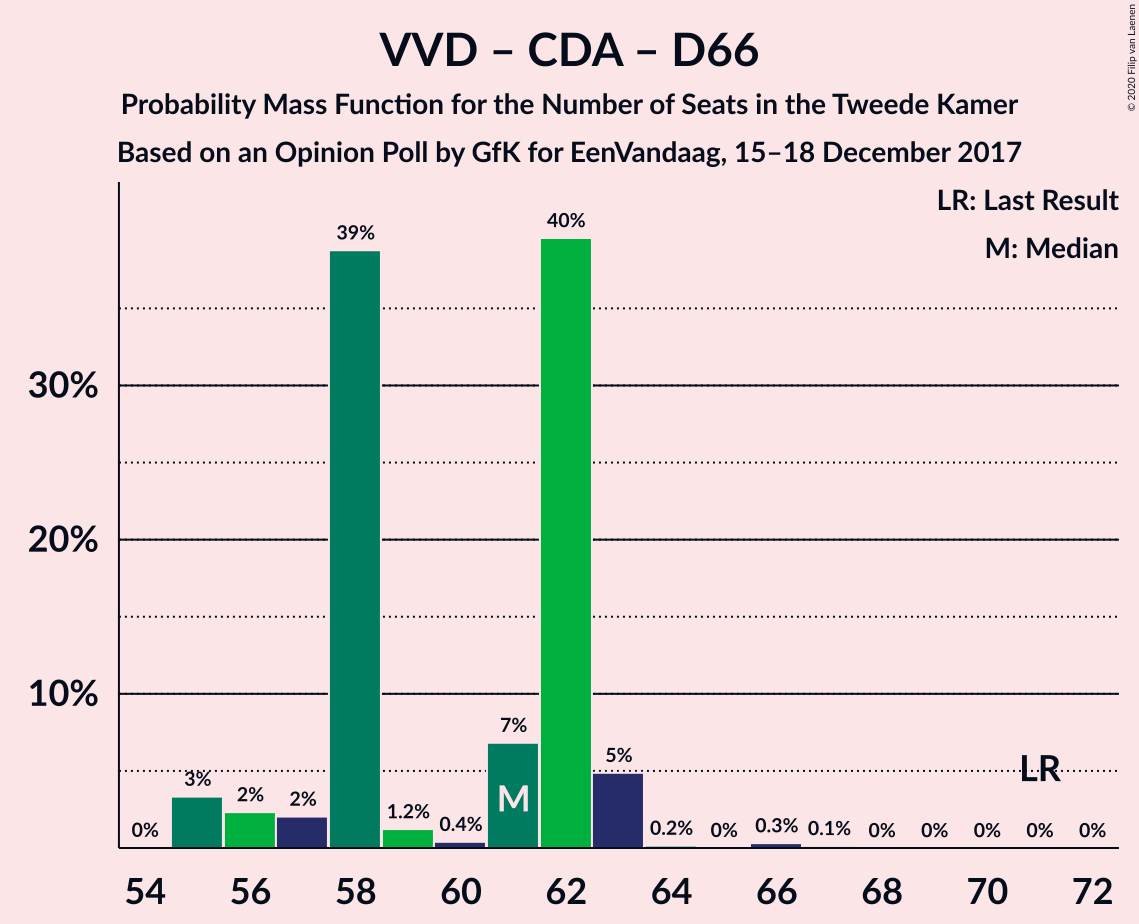 VVD – CDA – D66
Probability Mass Function for the Number of Seats in the Tweede Kamer
Based on an Opinion Poll by GfK for EenVandaag, 15–18 December 2017
© 2020 Filip van Laenen
LR: Last Result
M: Median
30%
20%
10%
0%
3%
2%
2%
39%
1.2%
0.4%
7%
40%
5%
0.2%
0%
0.3%
0.1%
0%
0%
0%
0%
0%
M
LR
54 56 58 60 62 64 66 68 70 72